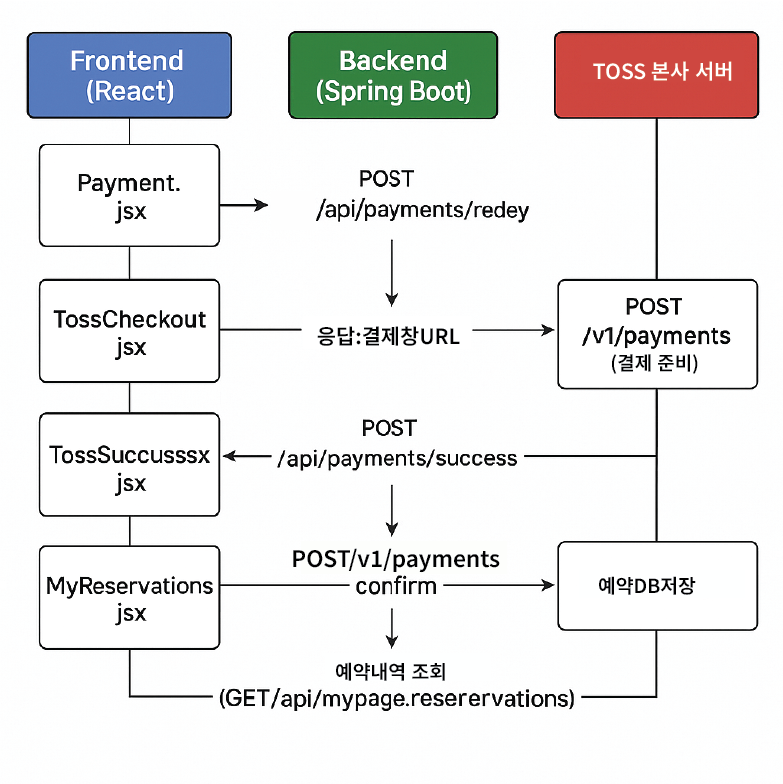 Frontend
(React)
Backend
(Spring Boot)
TOSS 본사 서버
Payment.
jsx
POST
/api/payments/redey
TossCheckout
jsx
응답:결제창URL
POST
/v1/payments
(결제 준비)
TossSuccusssx
jsx
POST
/api/payments/success
MyReservations
jsx
POST/v1/payments
confirm
예약DB저장
예약내역 조회
(GET/api/mypage.reserervations)